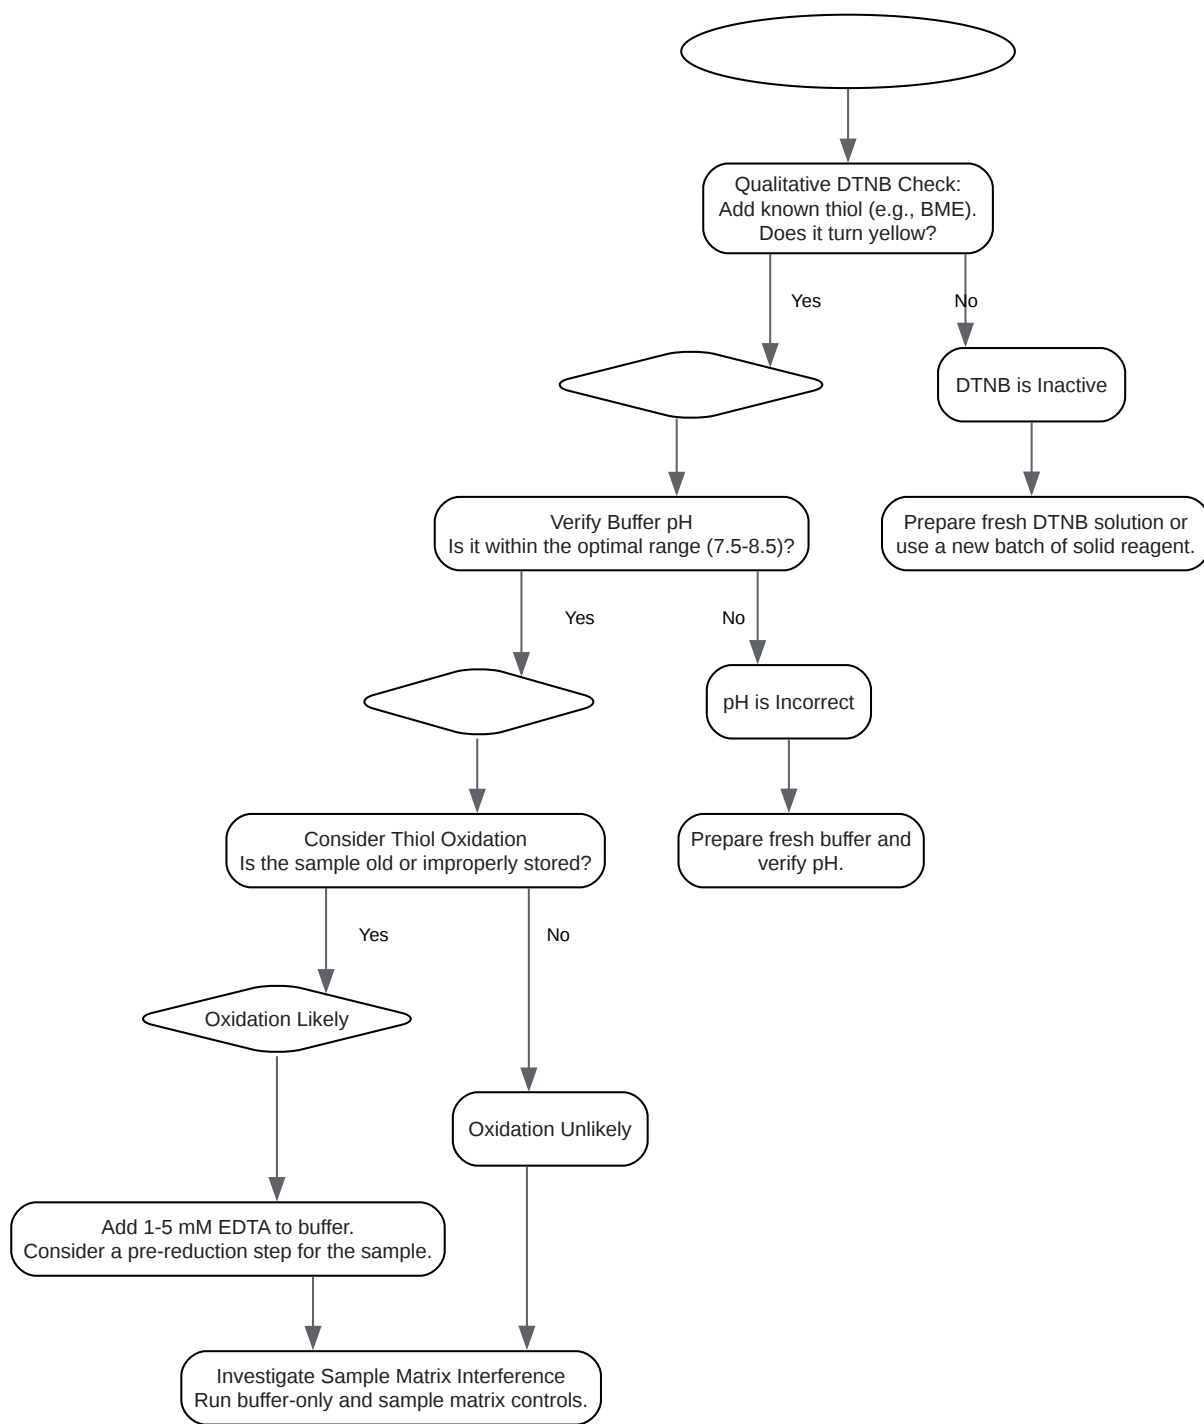 Qualitative DTNB Check:
Add known thiol (e.g., BME).
Does it turn yellow?
Yes
No
DTNB is Inactive
Verify Buffer pH
Is it within the optimal range (7.5-8.5)?
Prepare fresh DTNB solution or
use a new batch of solid reagent.
Yes
No
pH is Incorrect
Consider Thiol Oxidation
Is the sample old or improperly stored?
Prepare fresh buffer and
verify pH.
Yes
No
Oxidation Likely
Oxidation Unlikely
Add 1-5 mM EDTA to buffer.
Consider a pre-reduction step for the sample.
Investigate Sample Matrix Interference
Run buffer-only and sample matrix controls.